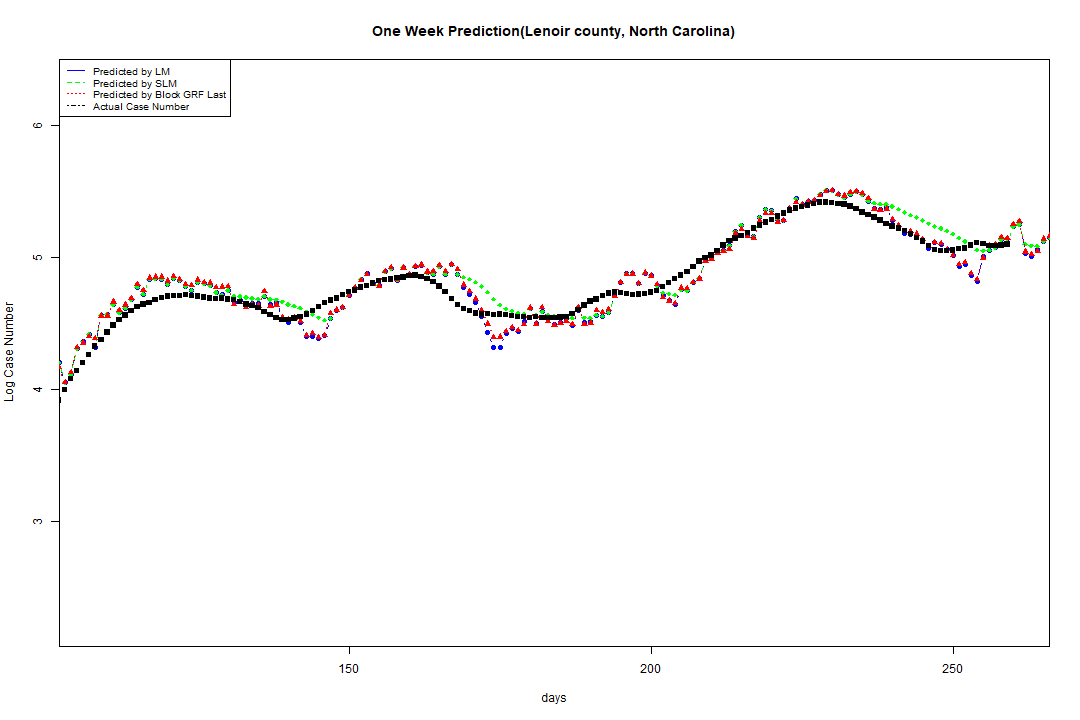 One Week Prediction(Lenoir county, North Carolina)
Predicted by LM
Predicted by SLM
Predicted by Block GRF Last
Actual Case Number
6
5
4
3
Log Case Number
150
200
250
days